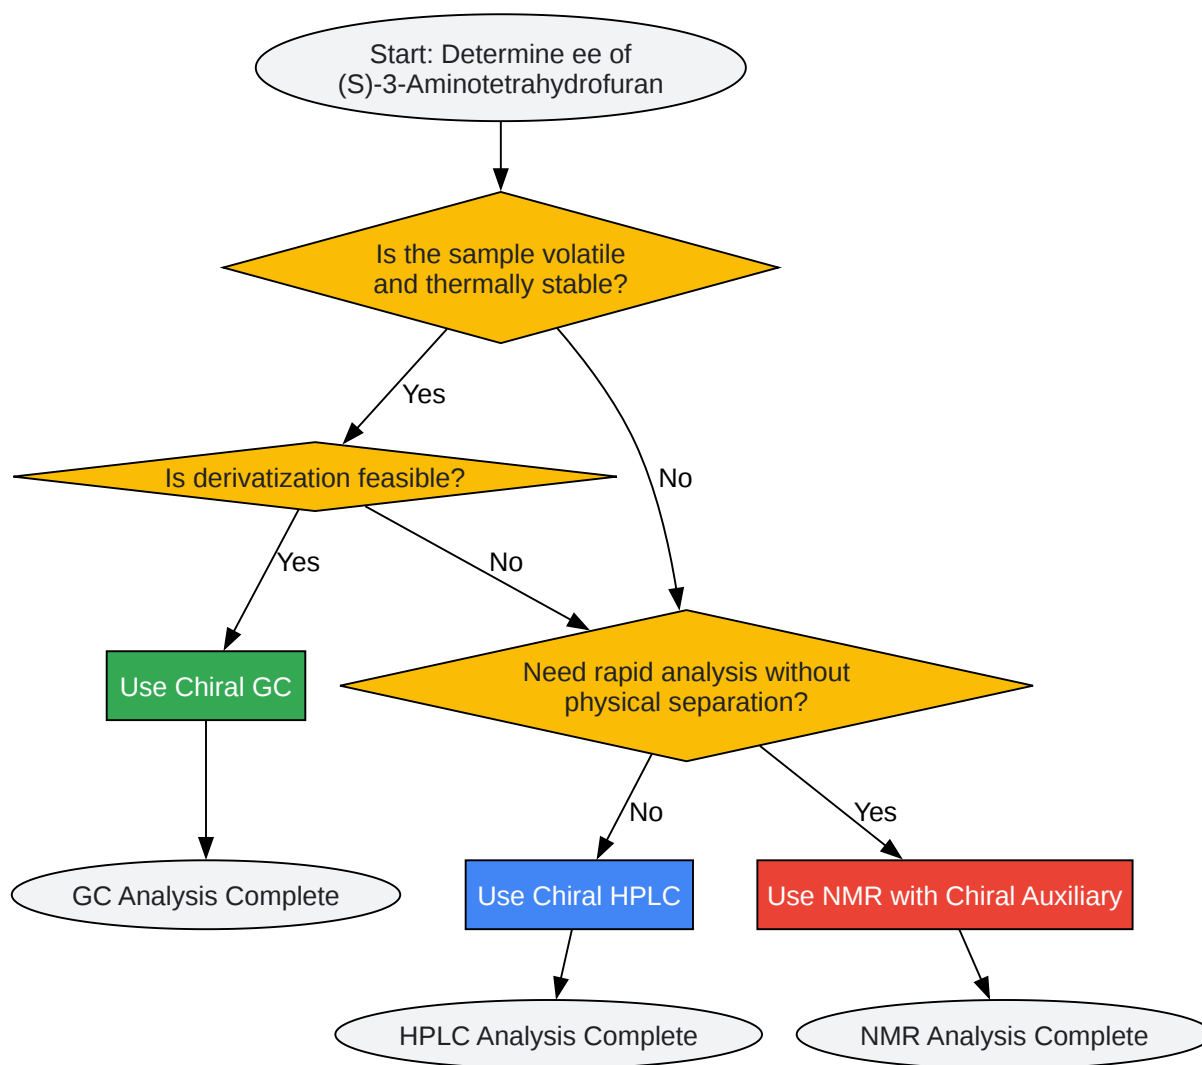 Start: Determine ee of
(S)-3-Aminotetrahydrofuran
Is the sample volatile
and thermally stable?
Yes
No
Is derivatization feasible?
Yes
No
Use Chiral GC
Need rapid analysis without
physical separation?
No
Yes
GC Analysis Complete
Use Chiral HPLC
Use NMR with Chiral Auxiliary
HPLC Analysis Complete
NMR Analysis Complete